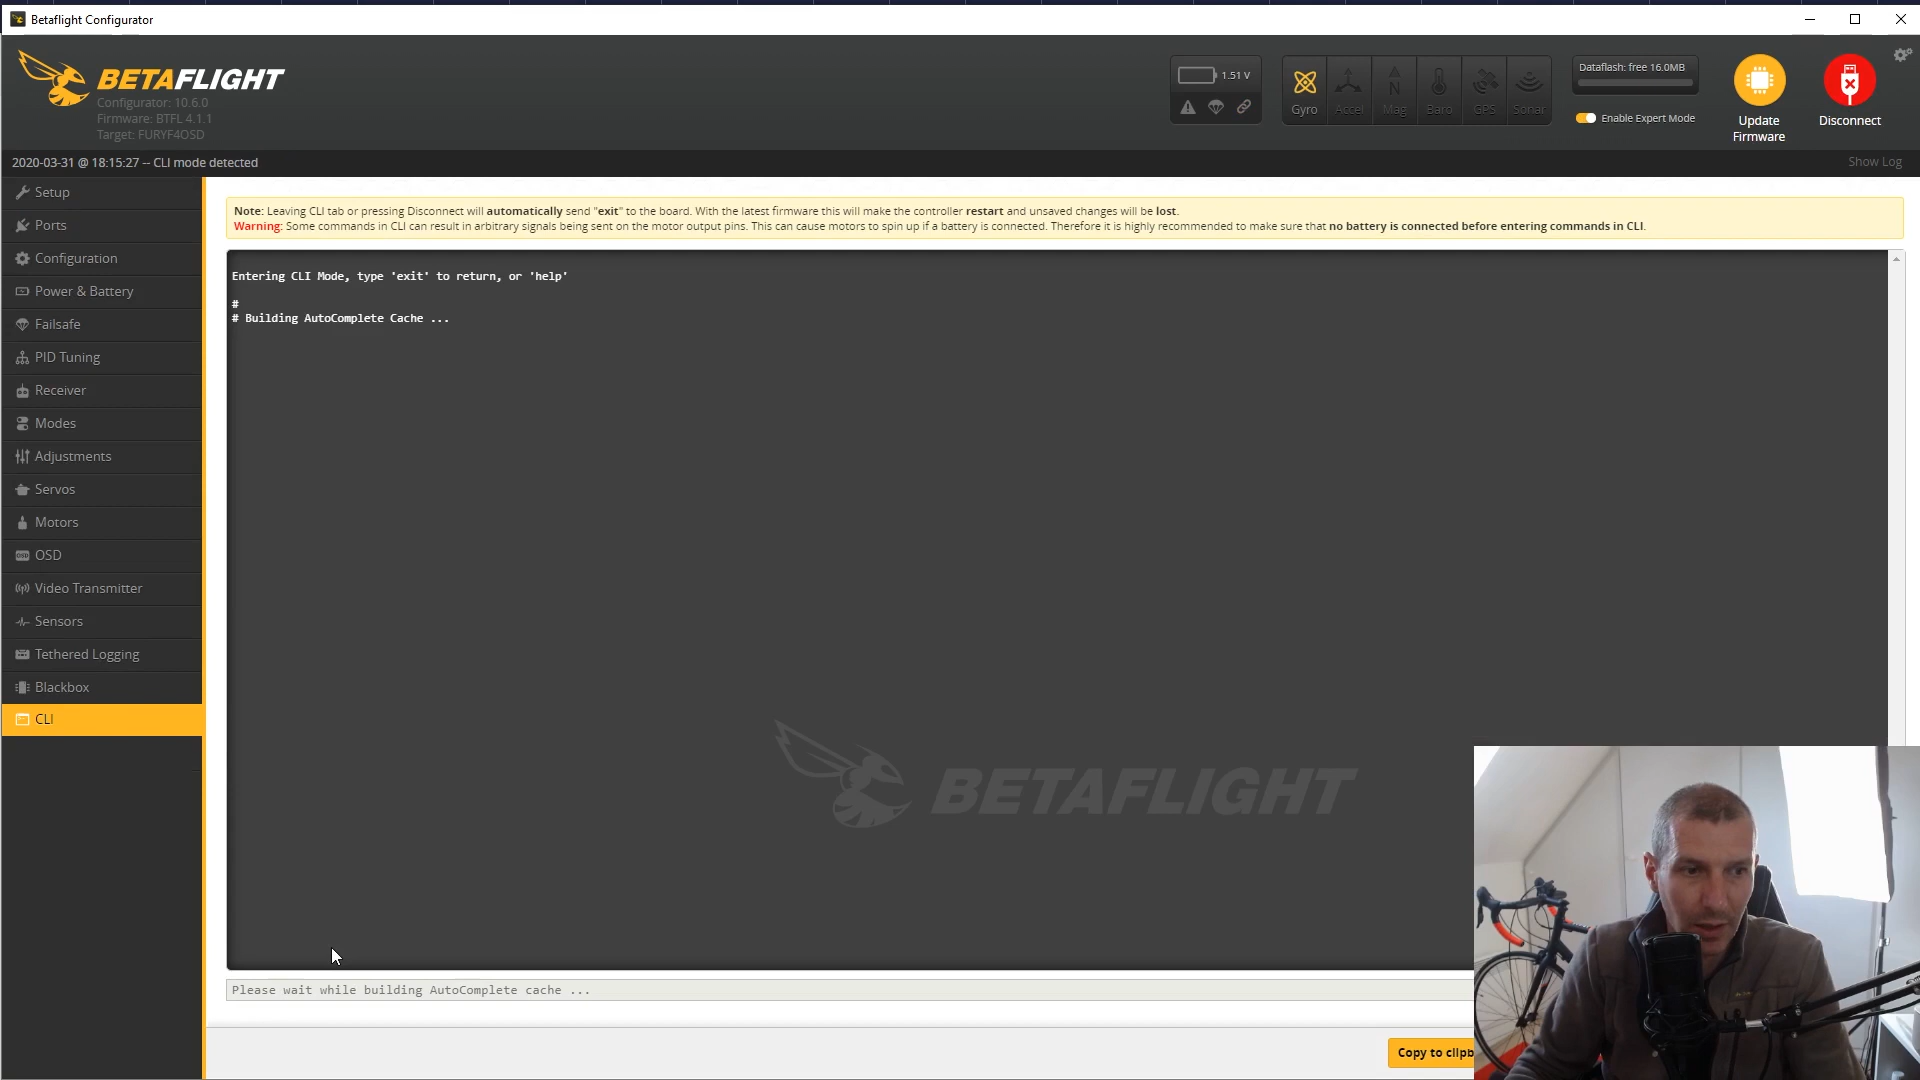 Betaflight Configurator
BETAFLIGHT
Configurator: 10.6.0
Firmware: BTFL 4.1.1
Target: FURYF4OSD
1.51 V
Gyro
Accel
Mag
Baro
GPS
Sonar
Dataflash: free 16.0MB
Enable Expert Mode
Update
Firmware
Disconnect
2020-03-31 @ 18:15:27 -- CLI mode detected
Show Log
Setup
Ports
Configuration
Power & Battery
Failsafe
PID Tuning
Receiver
Modes
Adjustments
Servos
Motors
OSD
Video Transmitter
Sensors
Tethered Logging
Blackbox
CLI
Note: Leaving CLI tab or pressing Disconnect will automatically send "exit" to the board. With the latest firmware this will make the controller restart and unsaved changes will be lost.
Warning: Some commands in CLI can result in arbitrary signals being sent on the motor output pins. This can cause motors to spin up if a battery is connected. Therefore it is highly recommended to make sure that no battery is connected before entering commands in CLI.
Entering CLI Mode, type 'exit' to return, or 'help'
#
# Building AutoComplete Cache ...
BETAFLIGHT
Please wait while building AutoComplete cache ...
Copy to clipb